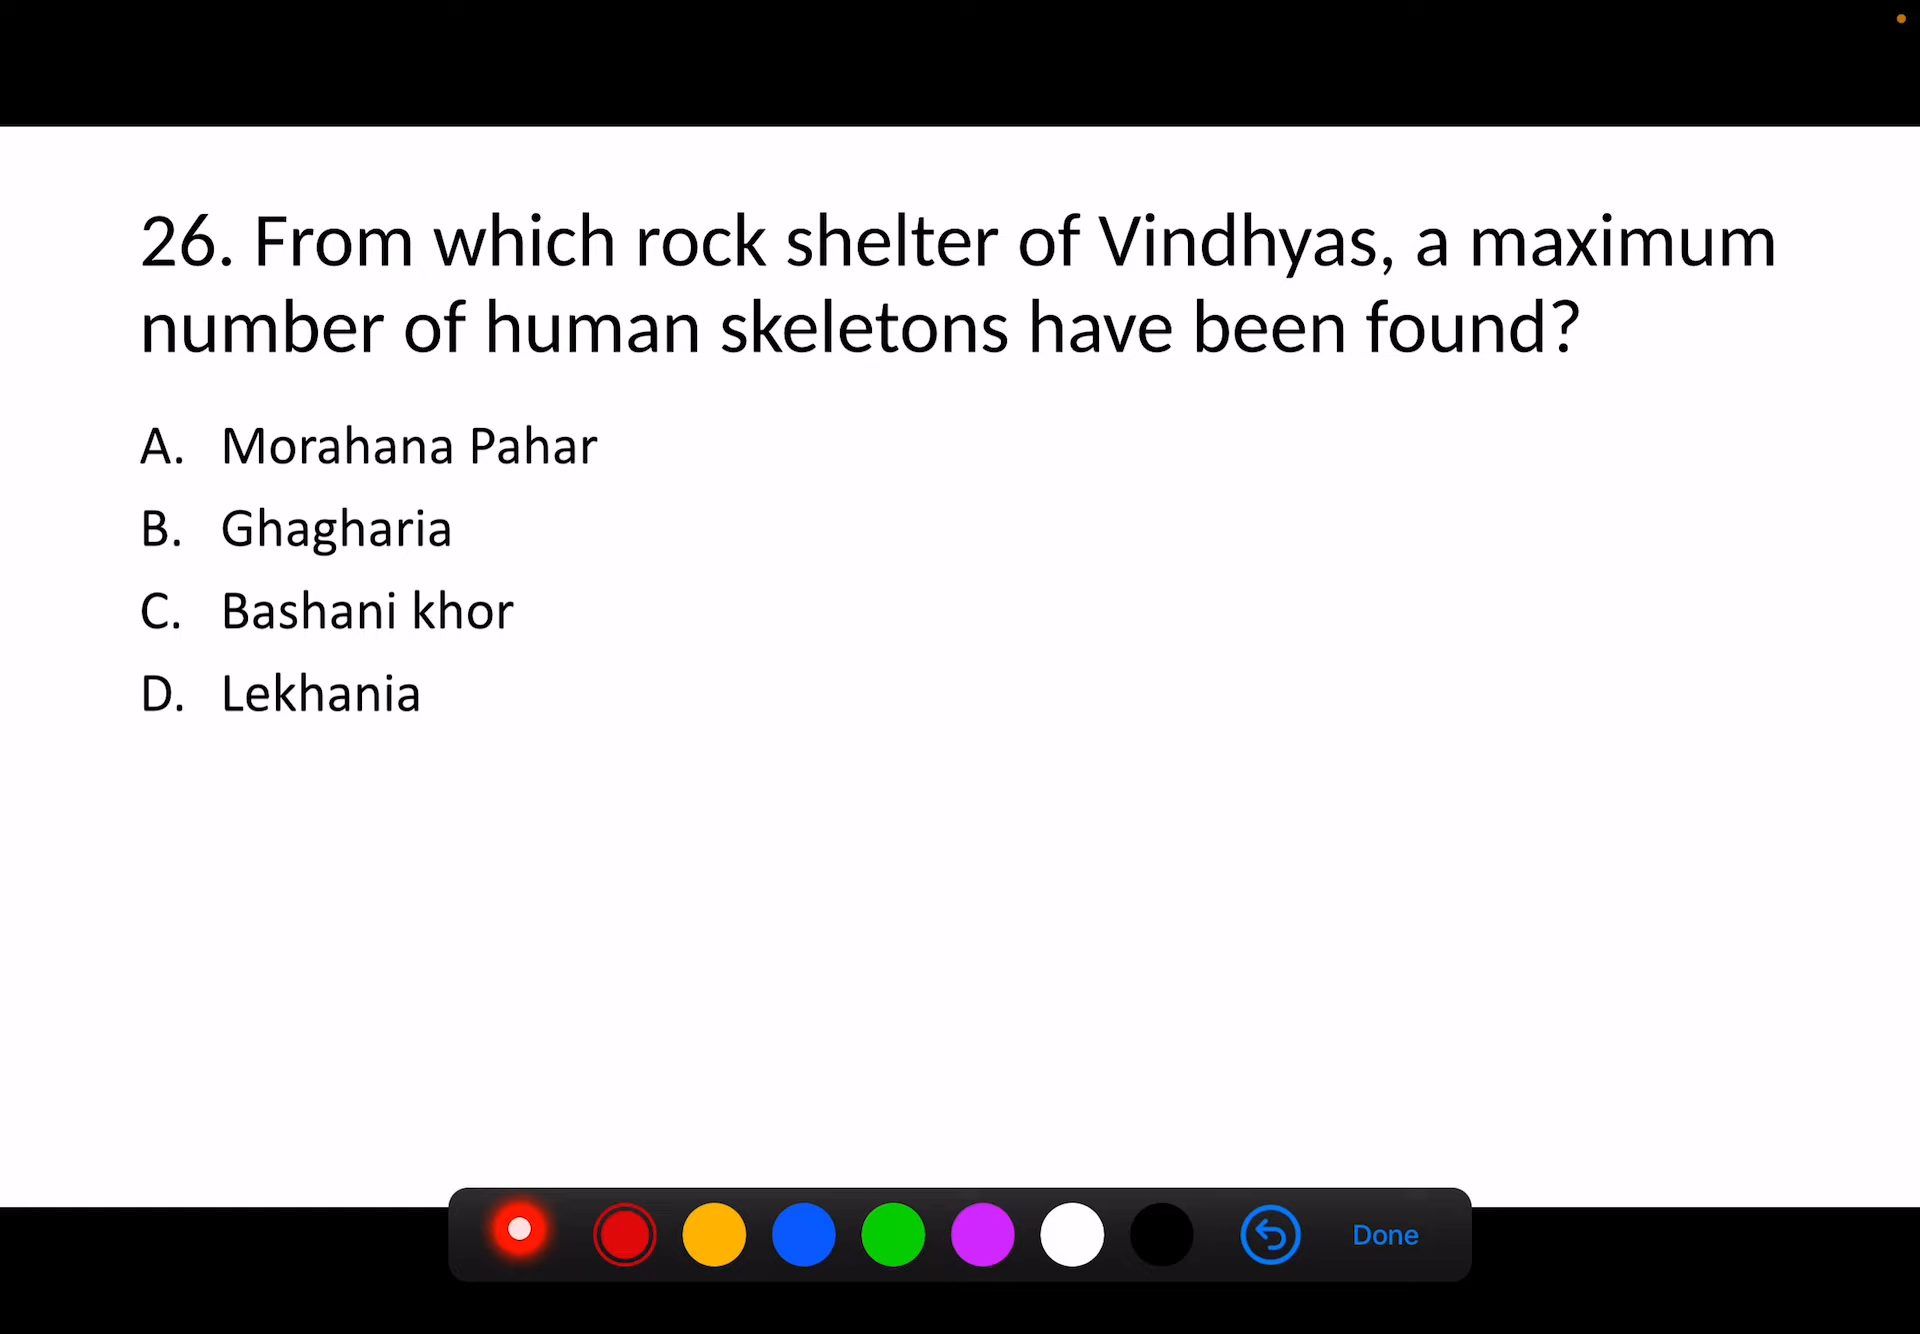 26. From which rock shelter of Vindhyas, a maximum
number of human skeletons have been found?
A. Morahana Pahar
B. Ghagharia
C. Bashani khor
D. Lekhania
Done